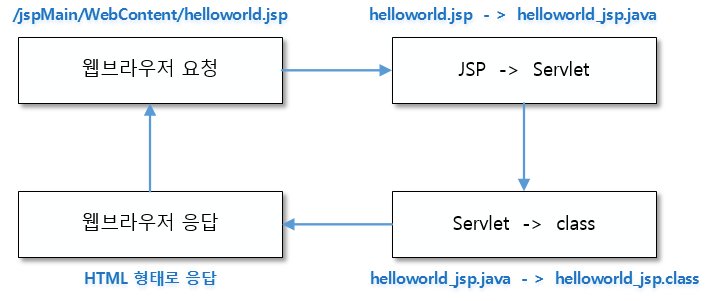 /jspMain/WebContent/helloworld.jsp
helloworld.jsp - > helloworld_jsp.java
웹브라우저 요청
JSP -> Servlet
웹브라우저 응답
Servlet -> class
HTML 형태로 응답
helloworld_jsp.java - > helloworld_jsp.class